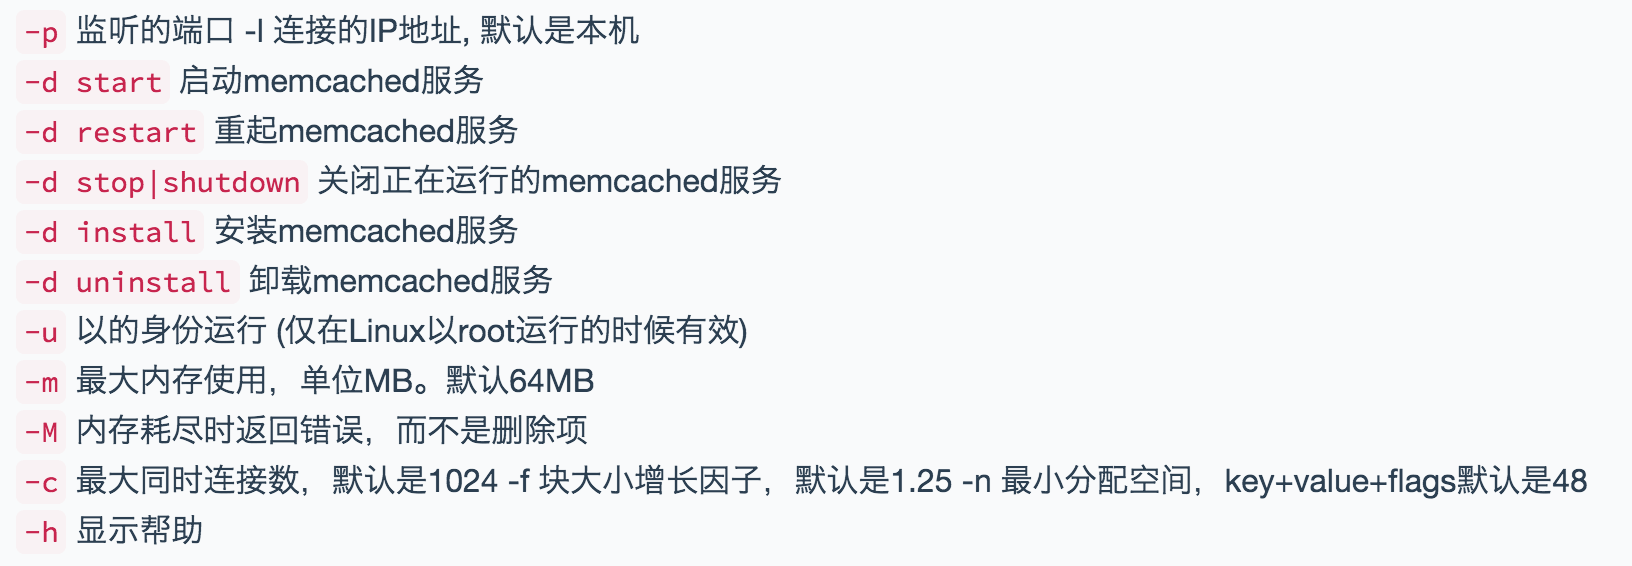 -p 监听的端口 -l 连接的IP地址, 默认是本机
-d start 启动memcached服务
-d restart 重起memcached服务
-d stop|shutdown 关闭正在运行的memcached服务
-d install 安装memcached服务
-d uninstall 卸载memcached服务
-u 以的身份运行 (仅在Linux以root运行的时候有效)
-m 最大内存使用，单位MB。默认64MB
-M 内存耗尽时返回错误，而不是删除项
-c 最大同时连接数，默认是1024 -f 块大小增长因子，默认是1.25 -n 最小分配空间，key+value+flags默认是48
-h 显示帮助